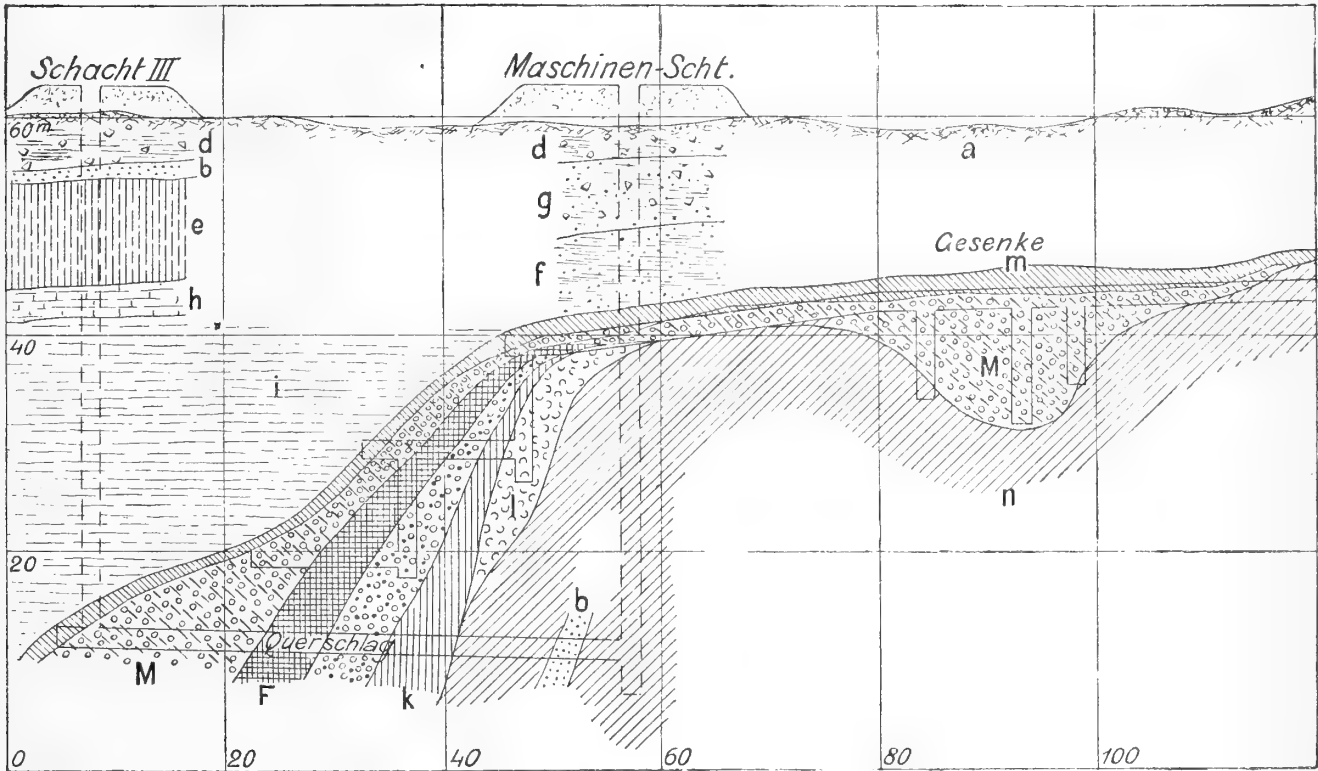 Schacht III
Maschinen-Scht.
60m
d
b
e
h
d
g
f
a
Gesenke
m
40
i
M
l
n
20
b
Querschlag
M
F
k
0
20
40
60
80
100